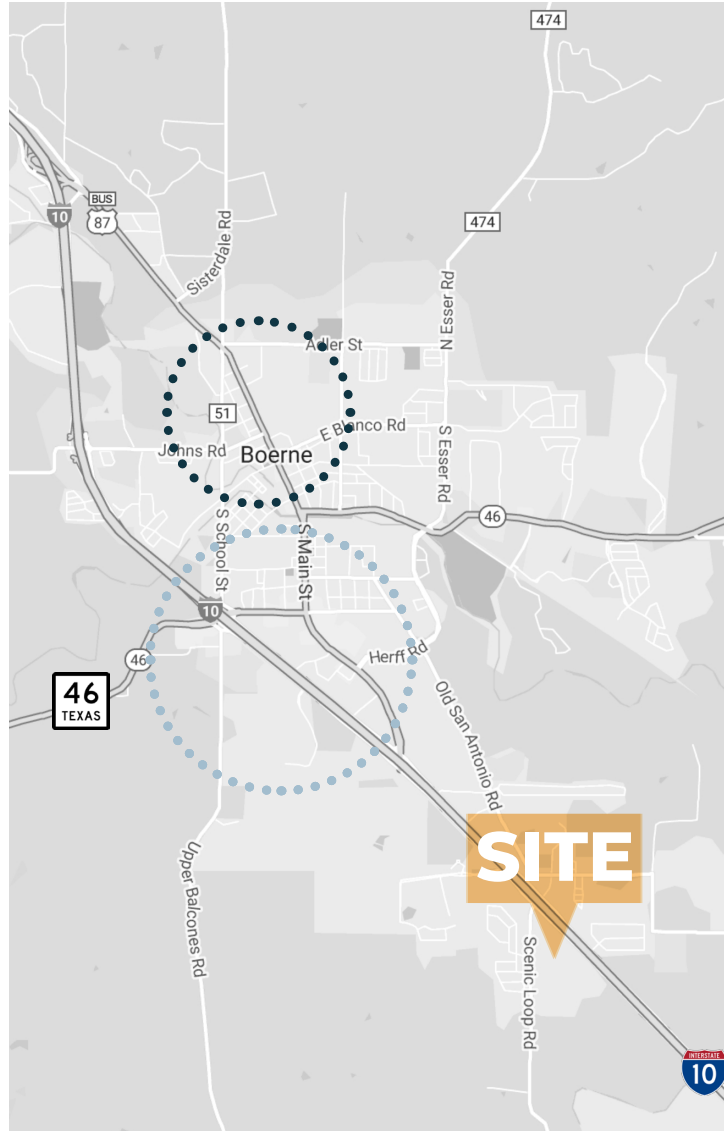 474
10
BUS
87
474
Sisterdale Rd
N Esser Rd
Adler St
51
E Blanco Rd
Johns Rd
Boerne
S Esser Rd
46
S School St
S Main St
10
46
Herff Rd
46
TEXAS
Old San Antonio Rd
SITE
Upper Balcones Rd
Scenic Loop Rd
INTERSTATE
10